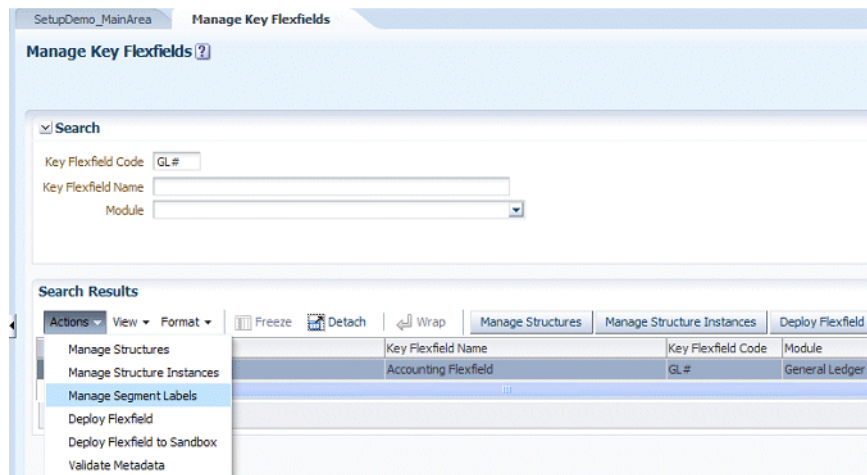 SetupDemo_MainArea Manage Key Flexfields
Manage Key Flexfields ?
Search
Key Flexfield Code GL#
Key Flexfield Name
Module
Search Results
Actions View Format Freeze Detach Wrap Manage Structures Manage Structure Instances Deploy Flexfield
Key Flexfield Name Key Flexfield Code Module
Accounting Flexfield GL# General Ledger
Manage Structures
Manage Structure Instances
Manage Segment Labels
Deploy Flexfield
Deploy Flexfield to Sandbox
Validate Metadata